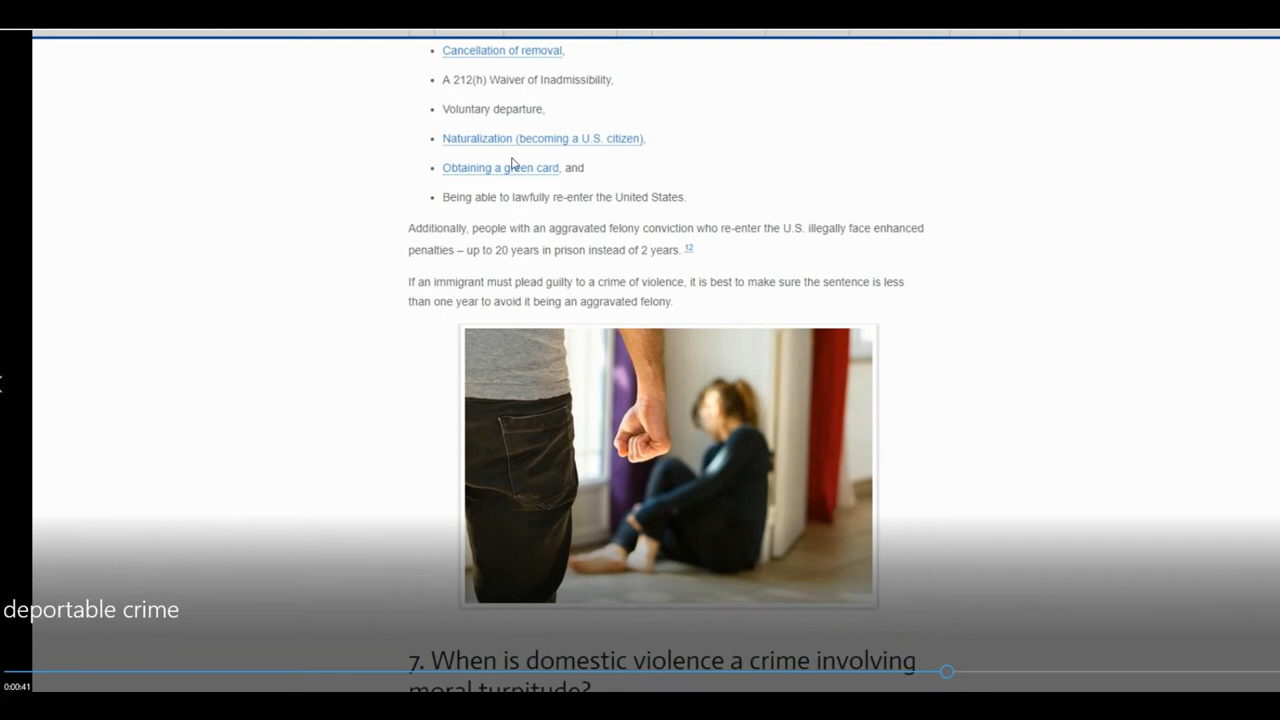 Cancellation of removal,
A 212(h) Waiver of Inadmissibility,
Voluntary departure,
Naturalization (becoming a U.S. citizen),
Obtaining a green card, and
Being able to lawfully re-enter the United States.
Additionally, people with an aggravated felony conviction who re-enter the U.S. illegally face enhanced
penalties – up to 20 years in prison instead of 2 years. 12
If an immigrant must plead guilty to a crime of violence, it is best to make sure the sentence is less
than one year to avoid it being an aggravated felony.
deportable crime
7. When is domestic violence a crime involving
moral turpitude?
0:00:41